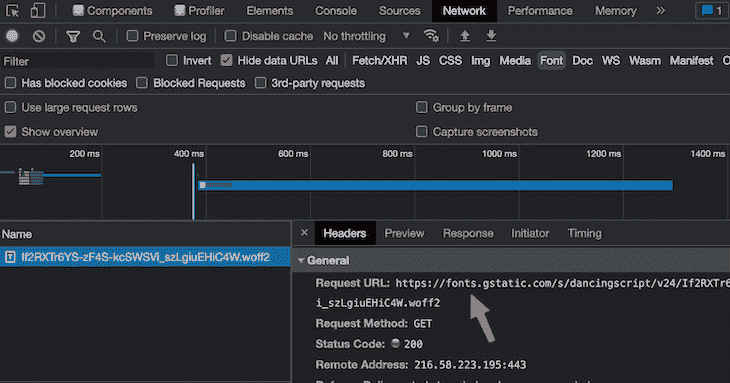 Components Profiler Elements Console Sources Network Performance Memory » 1
Preserve log Disable cache No throttling
Filter Invert Hide data URLs All Fetch/XHR JS CSS Img Media Font Doc WS Wasm Manifest
Has blocked cookies Blocked Requests 3rd-party requests
Use large request rows Group by frame
Show overview Capture screenshots
200 ms 400 ms 600 ms 800 ms 1000 ms 1200 ms 1400 ms
Name × Headers Preview Response Initiator Timing
If2RXTr6YS-zF4S-kcSWSVi_szLgiuEHiC4W.woff2
General
Request URL: https://fonts.gstatic.com/s/dancingscript/v24/If2RXTr6
i_szLgiuEHiC4W.woff2
Request Method: GET
Status Code: 200
Remote Address: 216.58.223.195:443